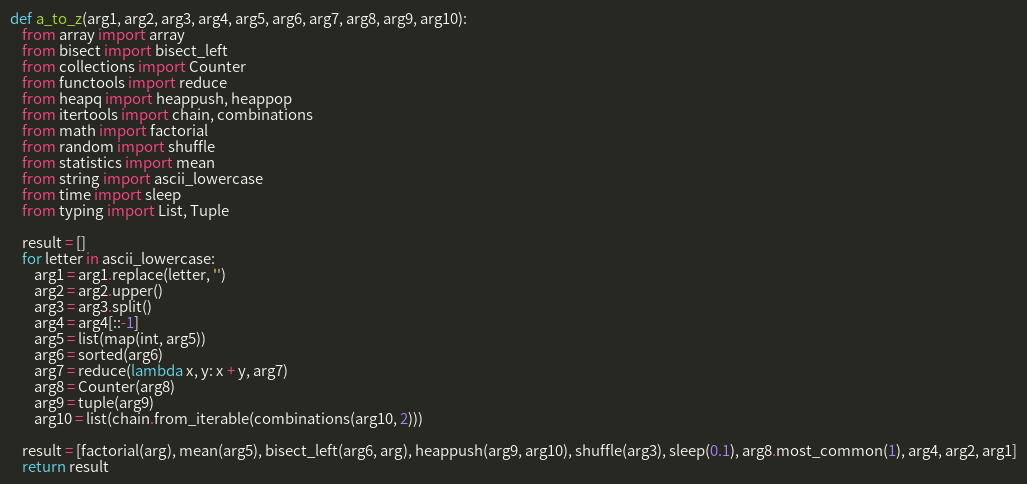 def a_to_z(arg1, arg2, arg3, arg4, arg5, arg6, arg7, arg8, arg9, arg10):
from array import array
from bisect import bisect_left
from collections import Counter
from functools import reduce
from heapq import heappush, heappop
from itertools import chain, combinations
from math import factorial
from random import shuffle
from statistics import mean
from string import ascii_lowercase
from time import sleep
from typing import List, Tuple
result = []
for letter in ascii_lowercase:
arg1 = arg1.replace(letter, '')
arg2 = arg2.upper()
arg3 = arg3.split()
arg4 = arg4[::-1]
arg5 = list(map(int, arg5))
arg6 = sorted(arg6)
arg7 = reduce(lambda x, y: x + y, arg7)
arg8 = Counter(arg8)
arg9 = tuple(arg9)
arg10 = list(chain.from_iterable(combinations(arg10, 2)))
result = [factorial(arg), mean(arg5), bisect_left(arg6, arg), heappush(arg9, arg10), shuffle(arg3), sleep(0.1), arg8.most_common(1), arg4, arg2, arg1]
return result